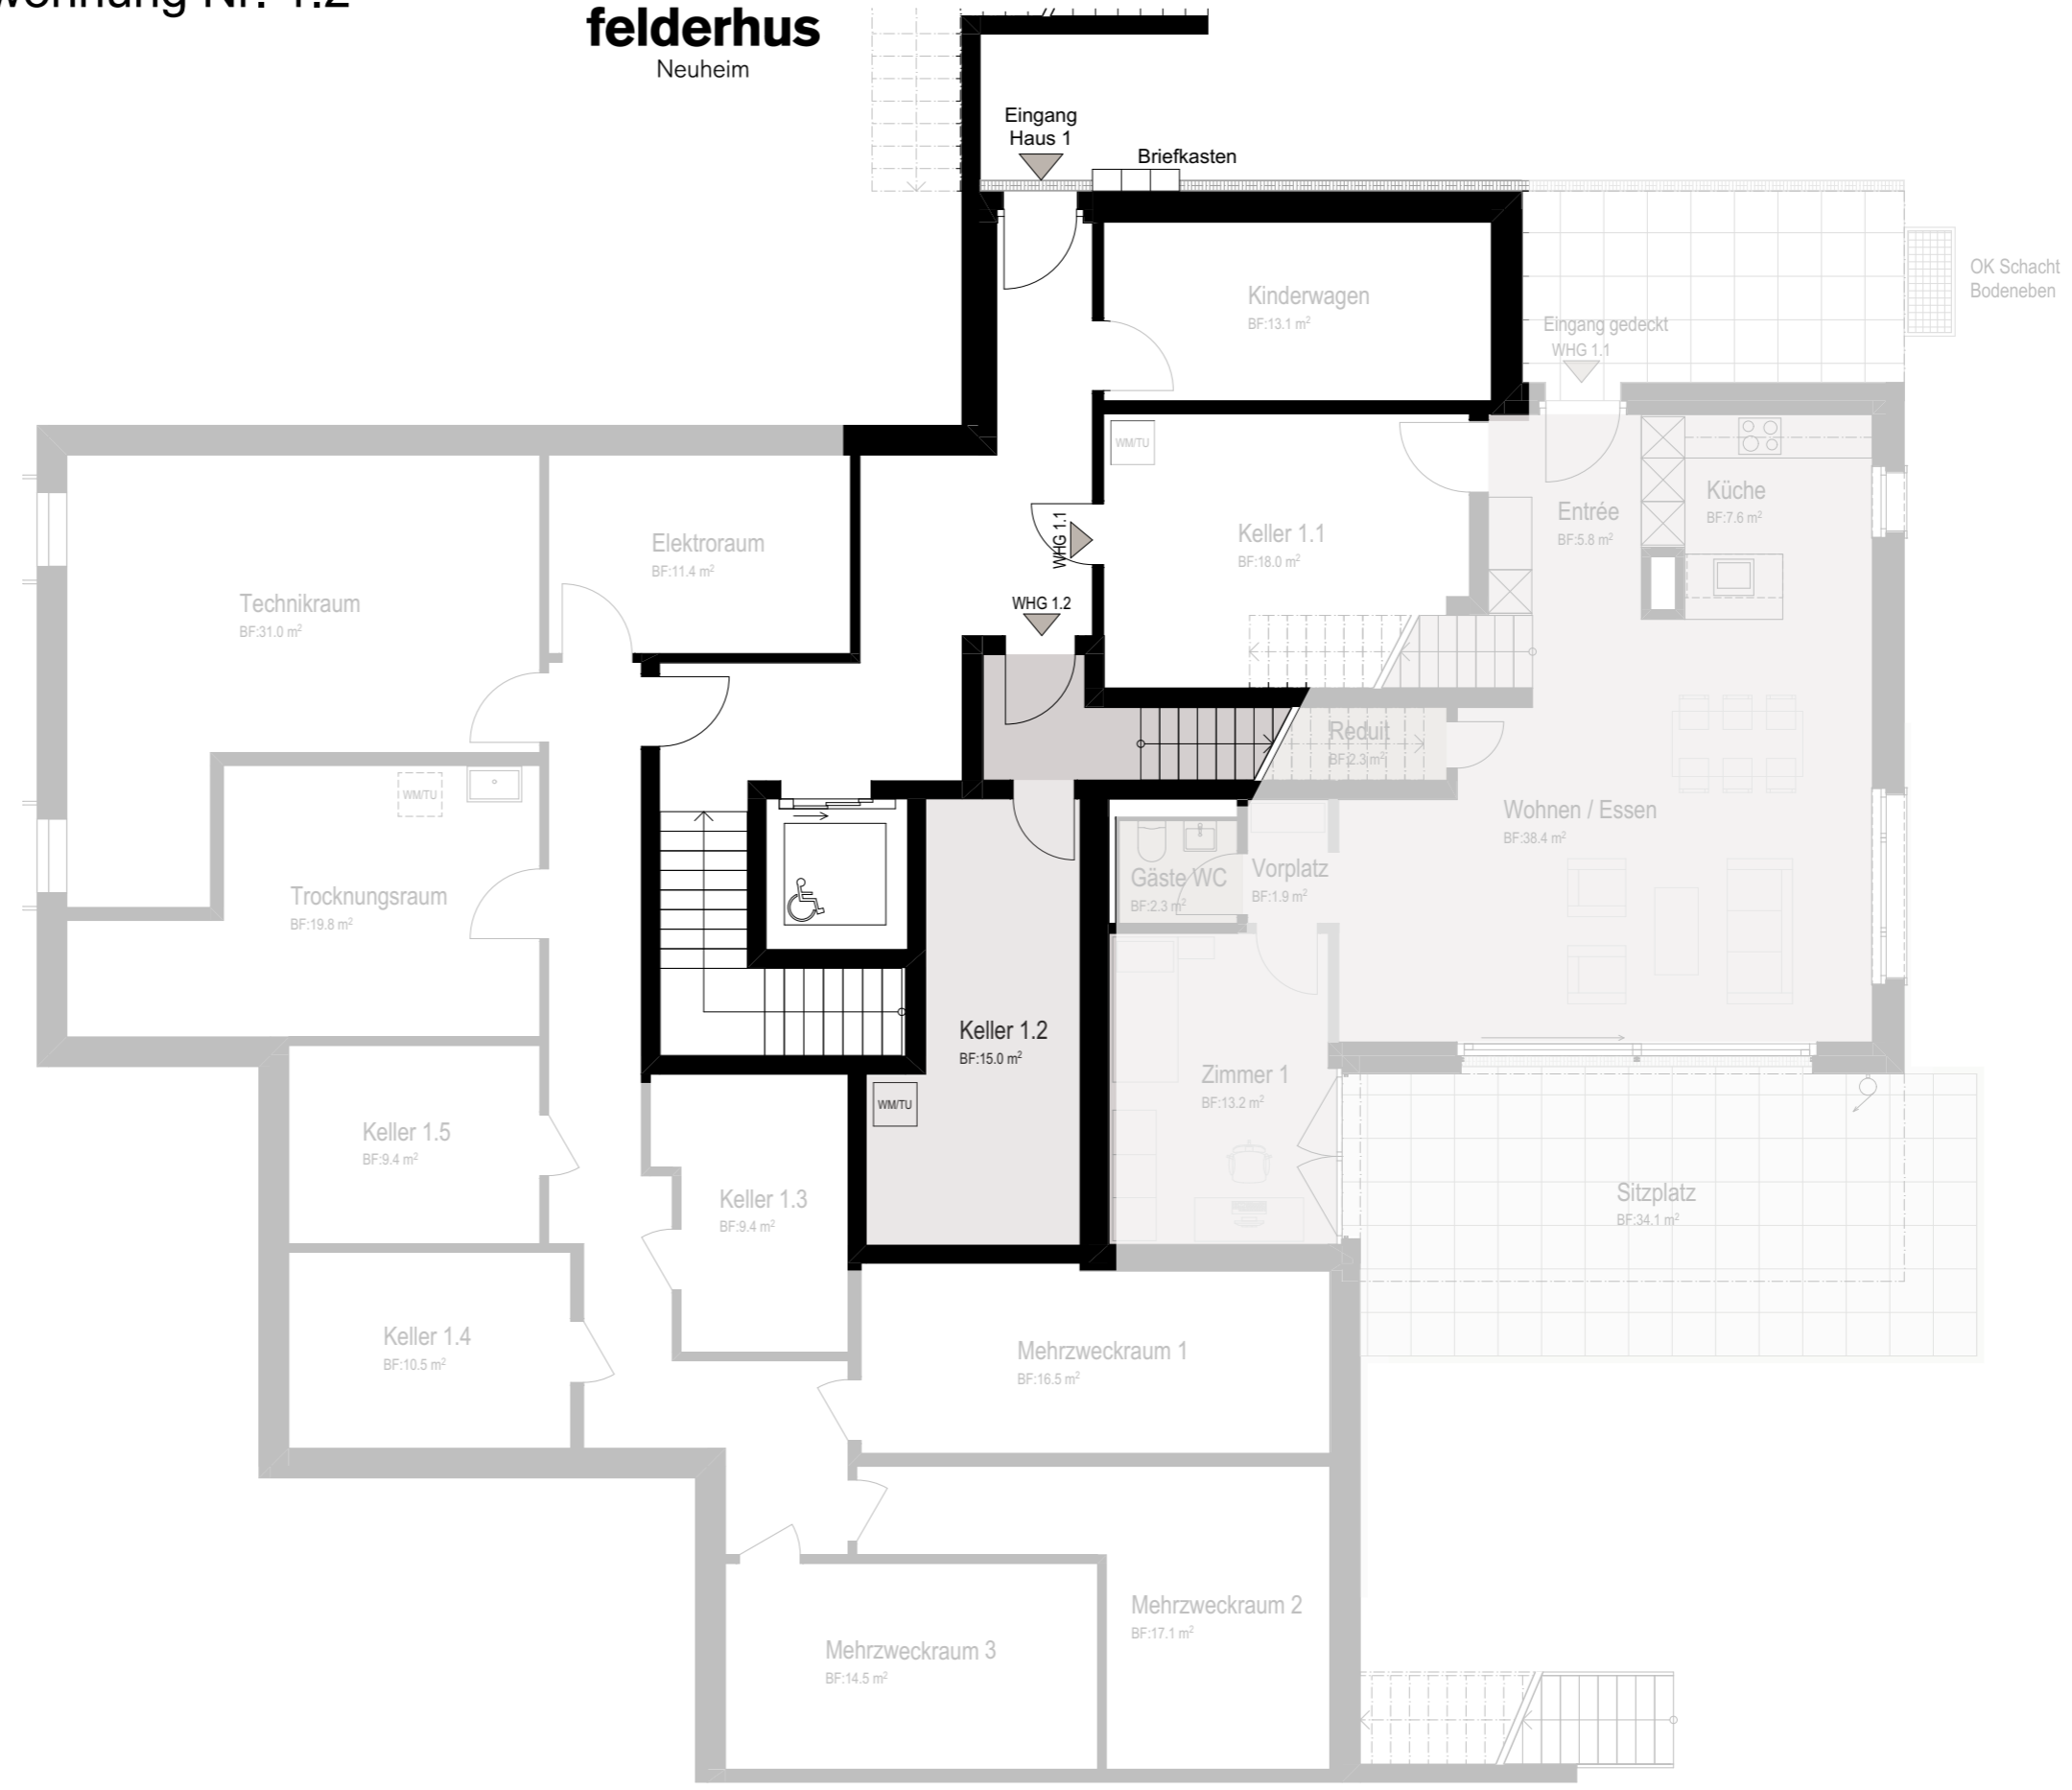 felderhus
Neuheim
Eingang
Haus 1
Briefkasten
Kinderwagen
BF:13.1 m²
OK Schacht
Bodeneben
Eingang gedeckt
WHG 1.1
WM/TU
Küche
BF:7.6 m²
Entrée
BF:5.8 m²
Keller 1.1
BF:18.0 m²
WHG 1.1
WHG 1.2
Elektroraum
BF:11.4 m²
Technikraum
BF:31.0 m²
Reduit
BF:2.3 m²
WM/TU
Wohnen / Essen
BF:38.4 m²
Trocknungsraum
BF:19.8 m²
Gäste WC
BF:2.3 m²
Vorplatz
BF:1.9 m²
Keller 1.2
BF:15.0 m²
WM/TU
Zimmer 1
BF:13.2 m²
Keller 1.5
BF:9.4 m²
Keller 1.3
BF:9.4 m²
Sitzplatz
BF:34.1 m²
Keller 1.4
BF:10.5 m²
Mehrzweckraum 1
BF:16.5 m²
Mehrzweckraum 2
BF:17.1 m²
Mehrzweckraum 3
BF:14.5 m²